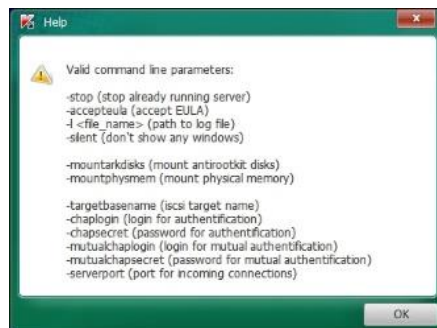 Help
Valid command line parameters:
-stop (stop already running server)
-accepteula (accept EULA)
-l <file_name> (path to log file)
-silent (don't show any windows)
-mountarkdisks (mount antirootkit disks)
-mountphysmem (mount physical memory)
-targetbasename (iscsi target name)
-chaplogin (login for authentification)
-chapsecret (password for authentification)
-mutualchaplogin (login for mutual authentification)
-mutualchapsecret (password for mutual authentification)
-serverport (port for incoming connections)
OK